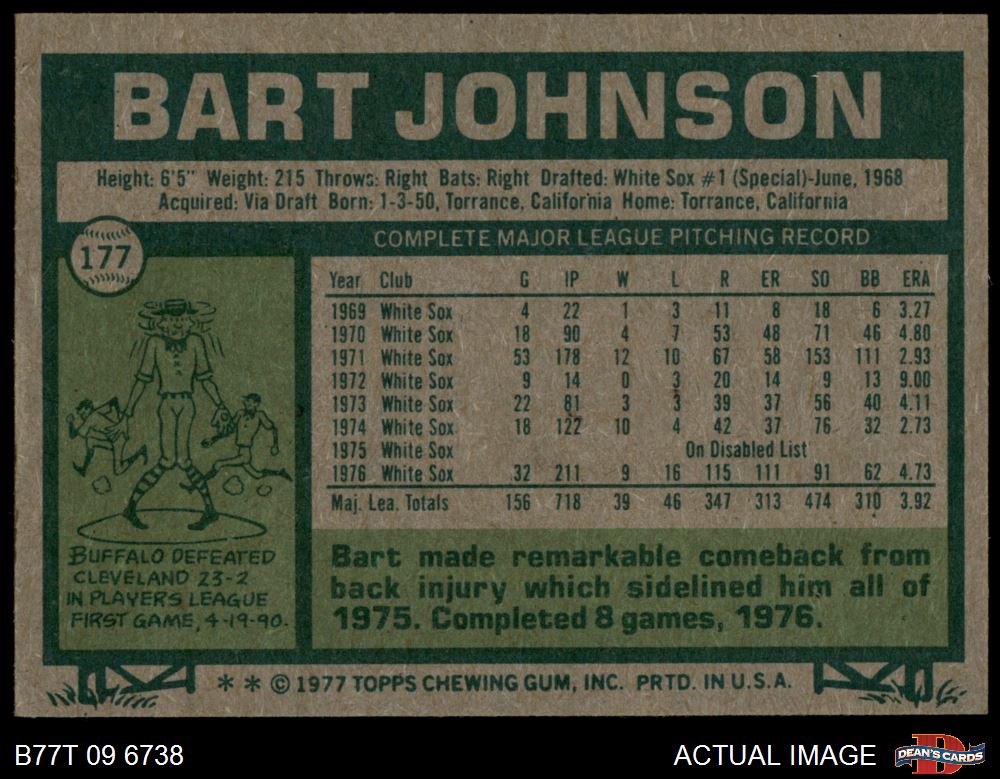 BART JOHNSON
Height: 6'5" Weight: 215 Throws: Right Bats: Right Drafted: White Sox #1 (Special)-June, 1968
Acquired: Via Draft Born: 1-3-50, Torrance, California Home: Torrance, California
177
COMPLETE MAJOR LEAGUE PITCHING RECORD
Year Club G IP W L R ER SO BB ERA
1969 White Sox 4 22 1 3 11 8 18 6 3.27
1970 White Sox 18 90 4 7 53 48 71 46 4.80
1971 White Sox 53 178 12 10 67 58 153 111 2.93
1972 White Sox 9 14 0 3 20 14 9 13 9.00
1973 White Sox 22 81 3 3 39 37 56 40 4.11
1974 White Sox 18 122 10 4 42 37 76 32 2.73
1975 White Sox On Disabled List
1976 White Sox 32 211 9 16 115 111 91 62 4.73
Maj. Lea. Totals 156 718 39 46 347 313 474 310 3.92
BUFFALO DEFEATED
CLEVELAND 23-2
IN PLAYERS LEAGUE
FIRST GAME, 4-19-90.
Bart made remarkable comeback from
back injury which sidelined him all of
1975. Completed 8 games, 1976.
* * © 1977 TOPPS CHEWING GUM, INC. PRTD. IN U.S.A.
B77T 09 6738
ACTUAL IMAGE
D
DEAN'S CARDS